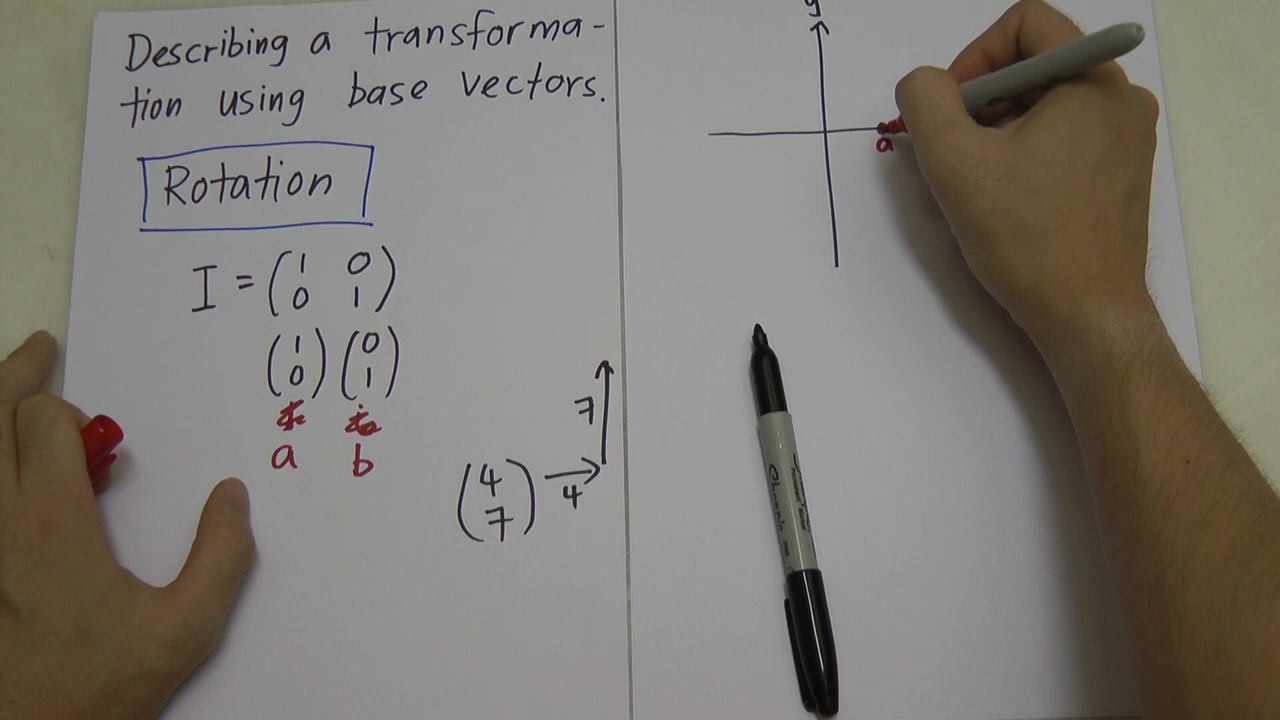 Describing a transforma-
tion using base vectors.
Rotation
I = (1 0
0 1)
(1 0) (0 1)
a b
(4 7) 4 7
y
a
Sharpie